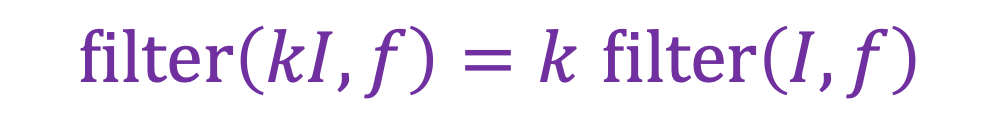 filter(kI, f) = k filter(I, f)